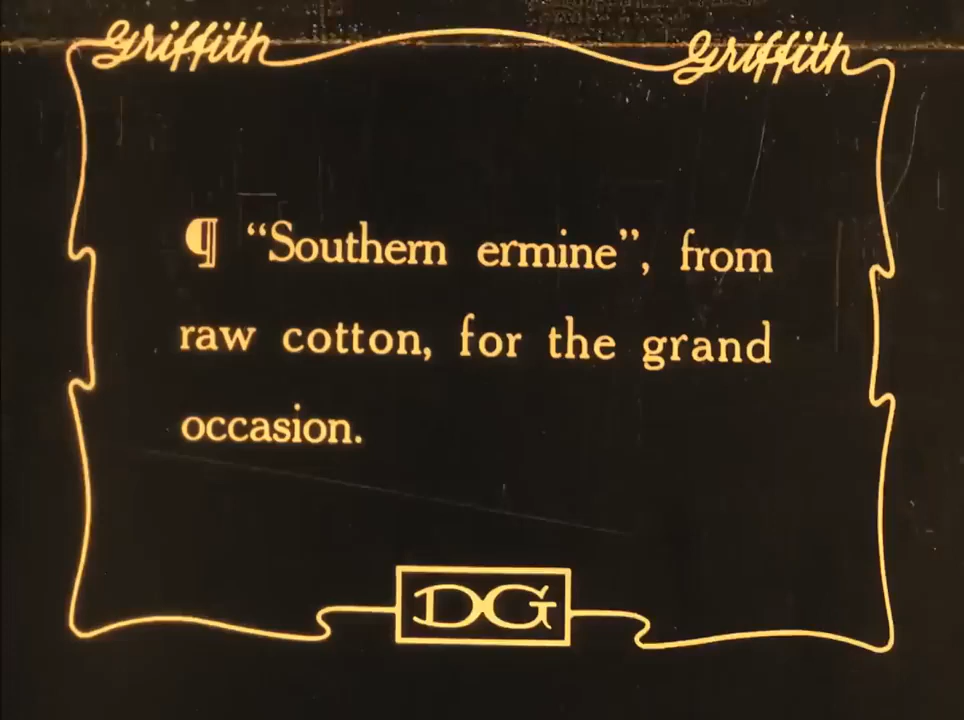 Griffith Griffith
¶ “Southern ermine”, from
raw cotton, for the grand
occasion.
DG